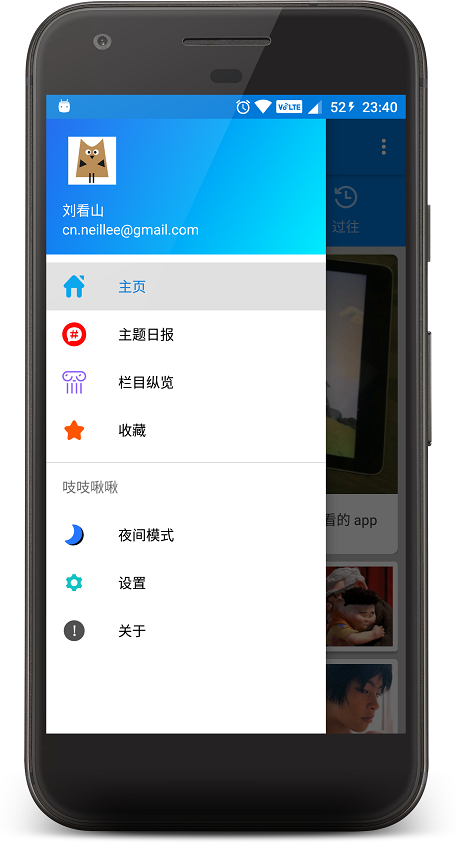 VoLTE 52 23:40
刘看山
cn.neillee@gmail.com
过往
主页
主题日报
栏目纵览
收藏
看的 app
吱吱啾啾
夜间模式
设置
关于